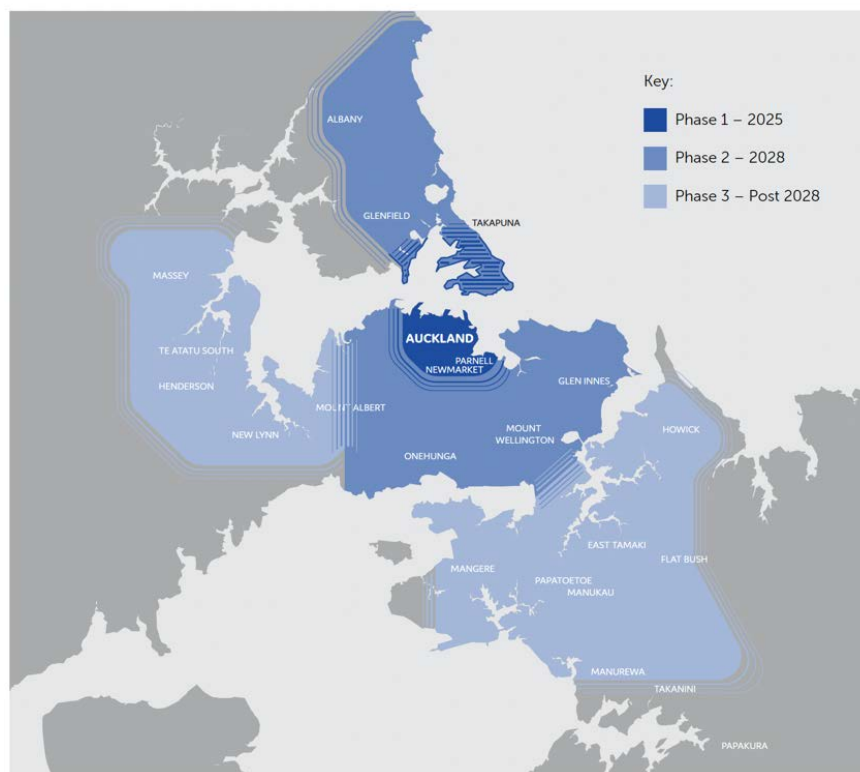 Key:
Phase 1 – 2025
Phase 2 – 2028
Phase 3 – Post 2028
ALBANY
GLENFIELD
TAKAPUNA
MASSEY
TE ATATU SOUTH
HENDERSON
NEW LYNN
MOUNT ALBERT
AUCKLAND
PARNELL
NEWMARKET
GLEN INNES
MOUNT
WELLINGTON
ONEHUNGA
HOWICK
EAST TAMAKI
FLAT BUSH
MANGERE
PAPATOETOE
MANUKAU
MANUREWA
TAKANINI
PAPAKURA